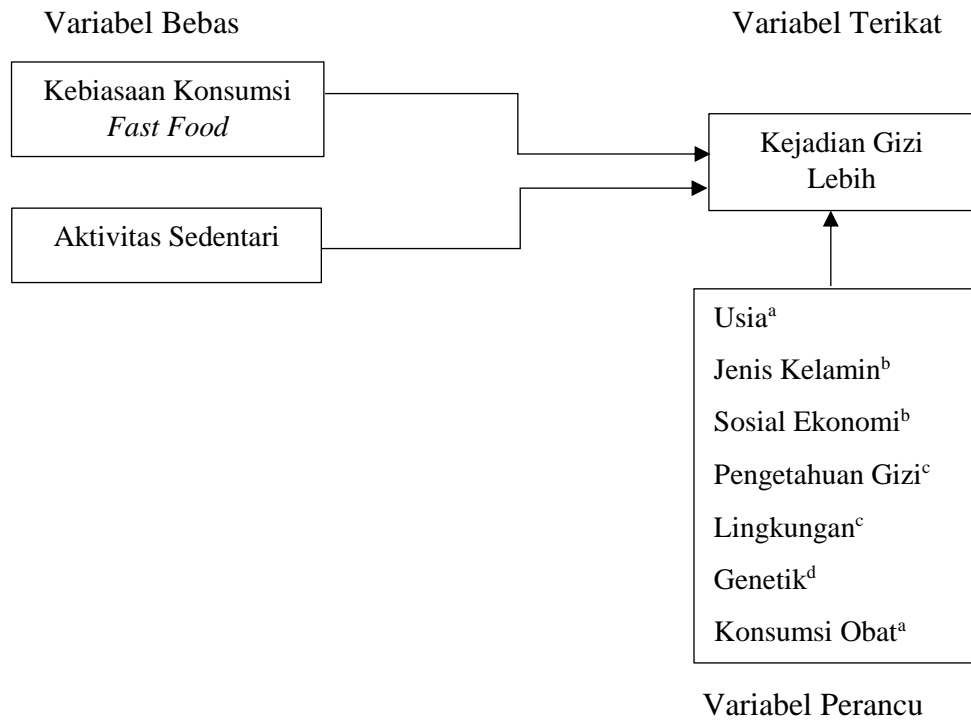 Variabel Bebas
Variabel Terikat
Kebiasaan Konsumsi
Fast Food
Kejadian Gizi
Lebih
Aktivitas Sedentari
Usiaᵃ
Jenis Kelaminᵇ
Sosial Ekonomiᵇ
Pengetahuan Giziᶜ
Lingkunganᶜ
Genetikᵈ
Konsumsi Obatᵃ
Variabel Perancu